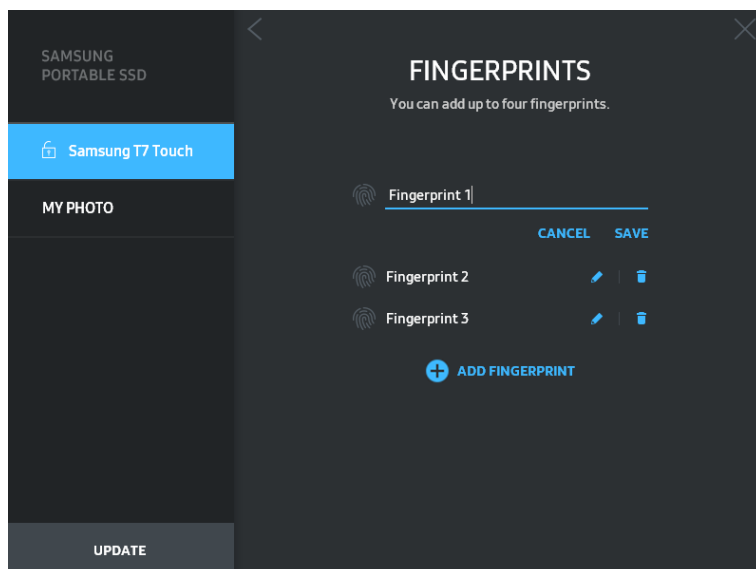 SAMSUNG
PORTABLE SSD
Samsung T7 Touch
MY PHOTO
UPDATE
FINGERPRINTS
You can add up to four fingerprints.
Fingerprint 1
CANCEL SAVE
Fingerprint 2
Fingerprint 3
ADD FINGERPRINT